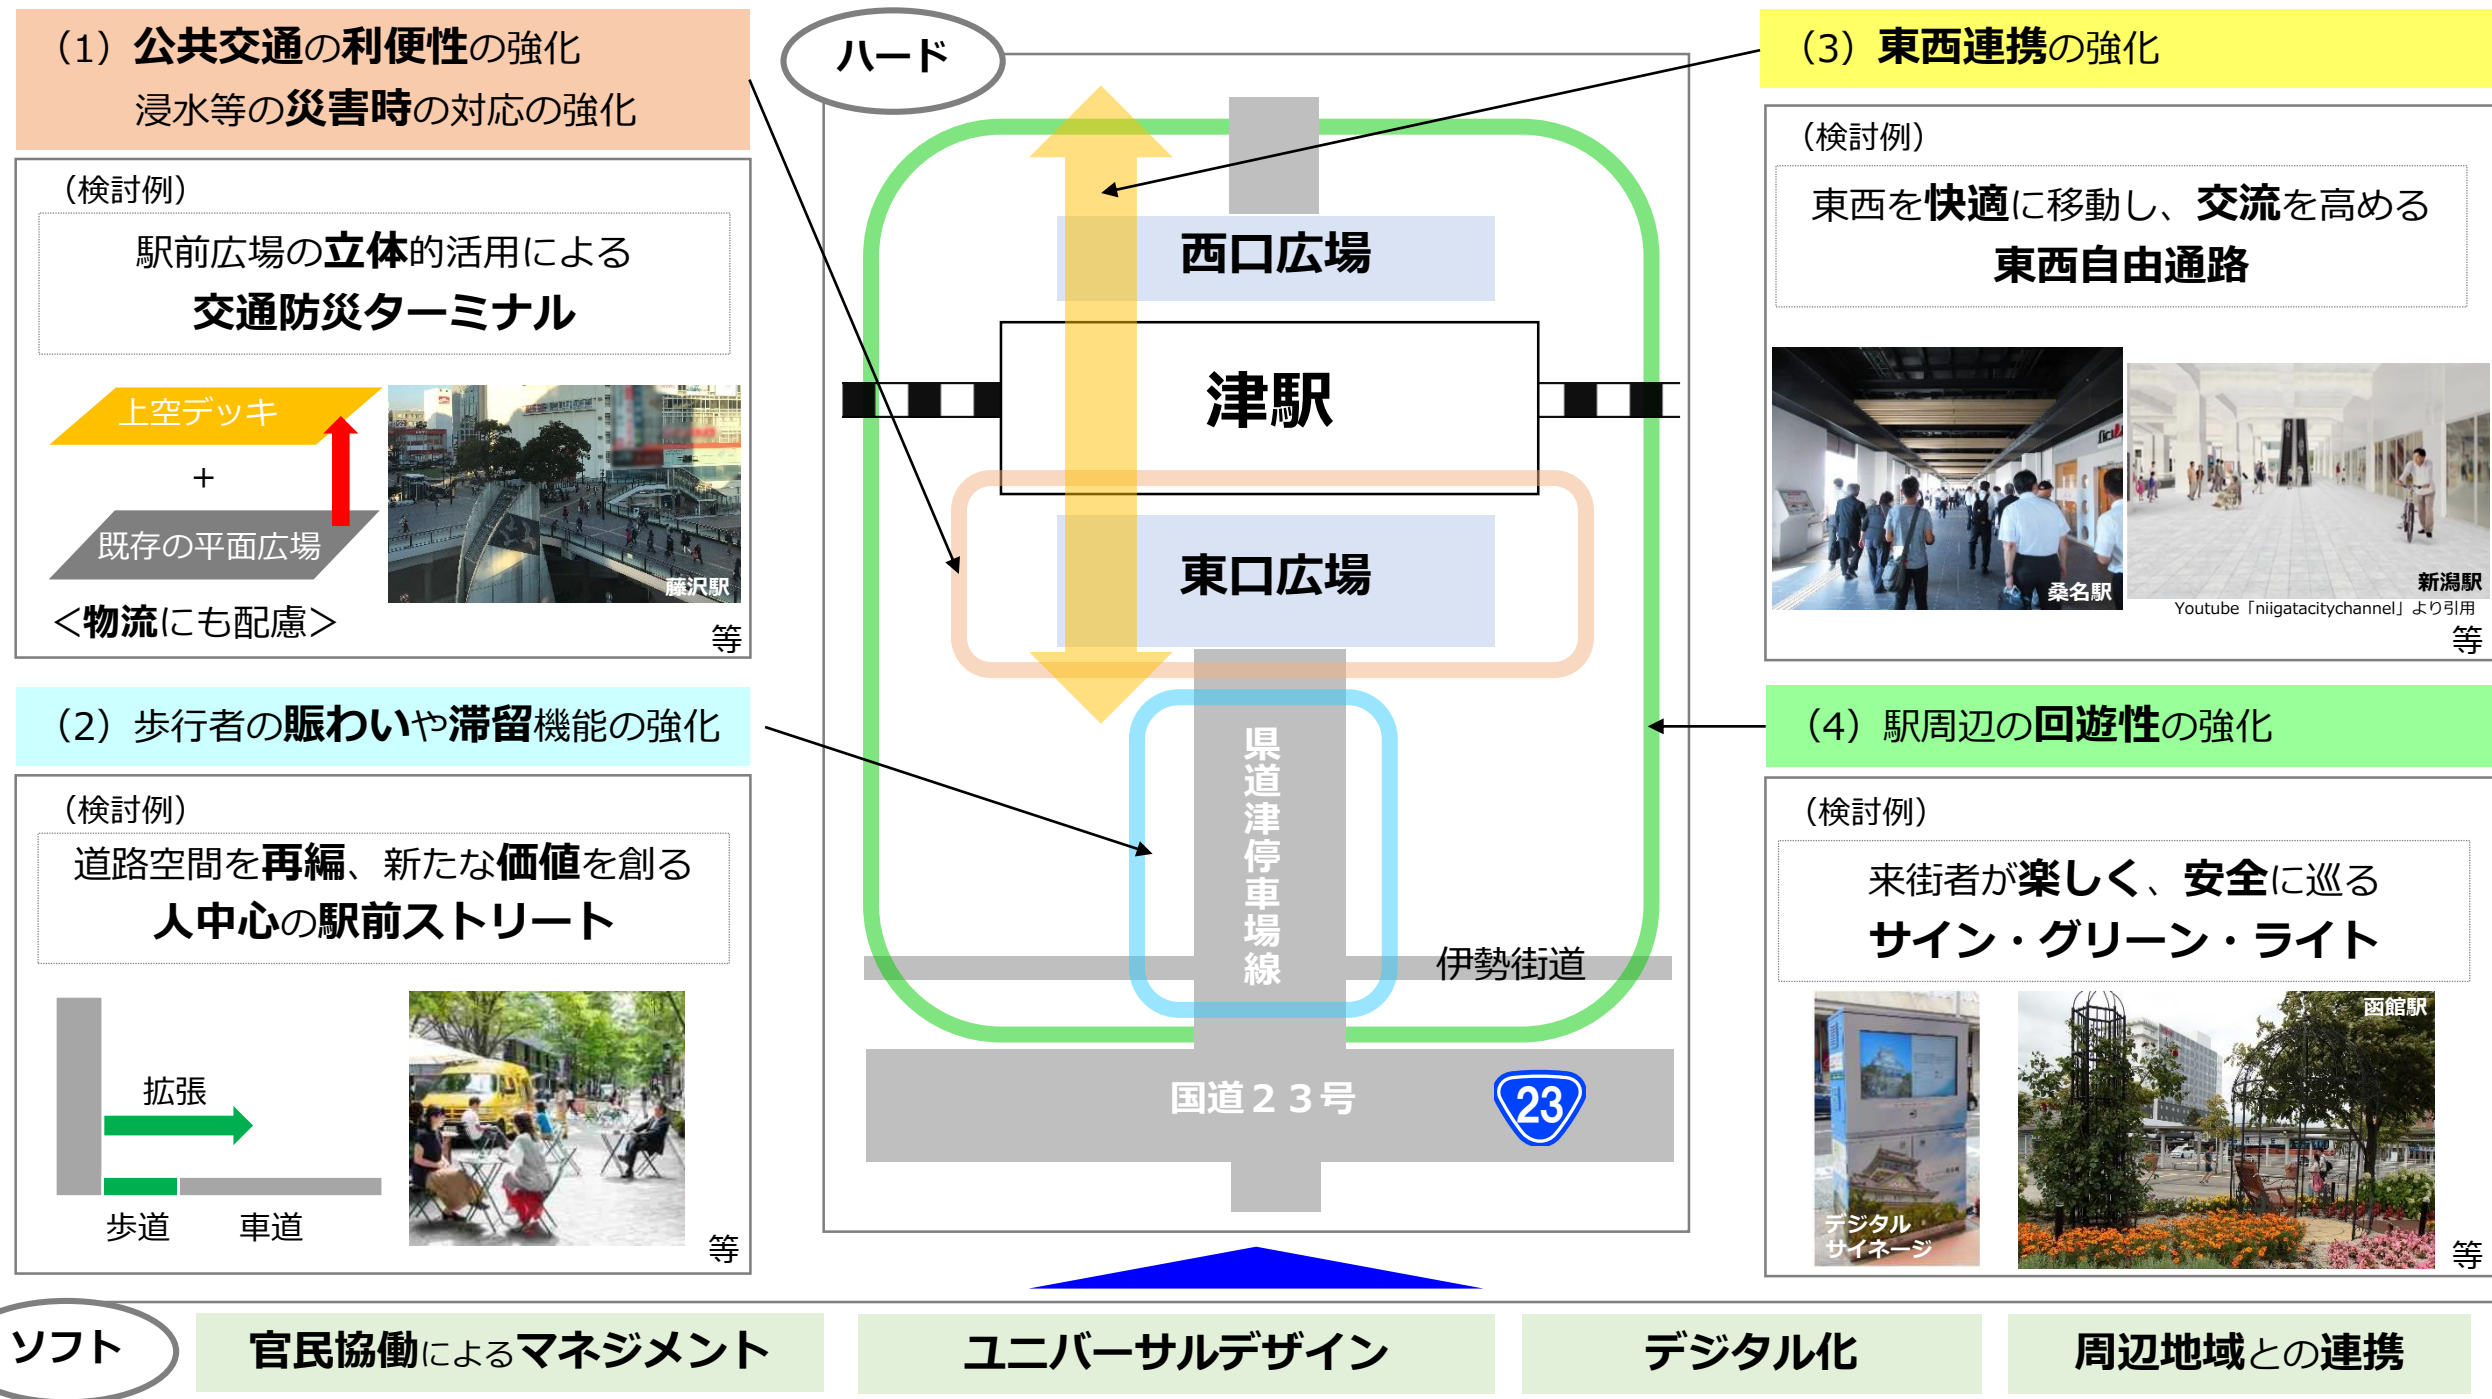 （1）公共交通の利便性の強化
浸水等の災害時の対応の強化
（検討例）
駅前広場の立体的活用による
交通防災ターミナル
上空デッキ
+
既存の平面広場
＜物流にも配慮＞
藤沢駅
等
（2）歩行者の賑わいや滞留機能の強化
（検討例）
道路空間を再編、新たな価値を創る
人中心の駅前ストリート
拡張
歩道
車道
等
ハード
西口広場
津駅
東口広場
県道津停車場線
伊勢街道
国道２３号
23
（3）東西連携の強化
（検討例）
東西を快適に移動し、交流を高める
東西自由通路
桑名駅
新潟駅
Youtube「niigatacitychannel」より引用
等
（4）駅周辺の回遊性の強化
（検討例）
来街者が楽しく、安全に巡る
サイン・グリーン・ライト
デジタル
サイネージ
函館駅
等
ソフト
官民協働によるマネジメント
ユニバーサルデザイン
デジタル化
周辺地域との連携